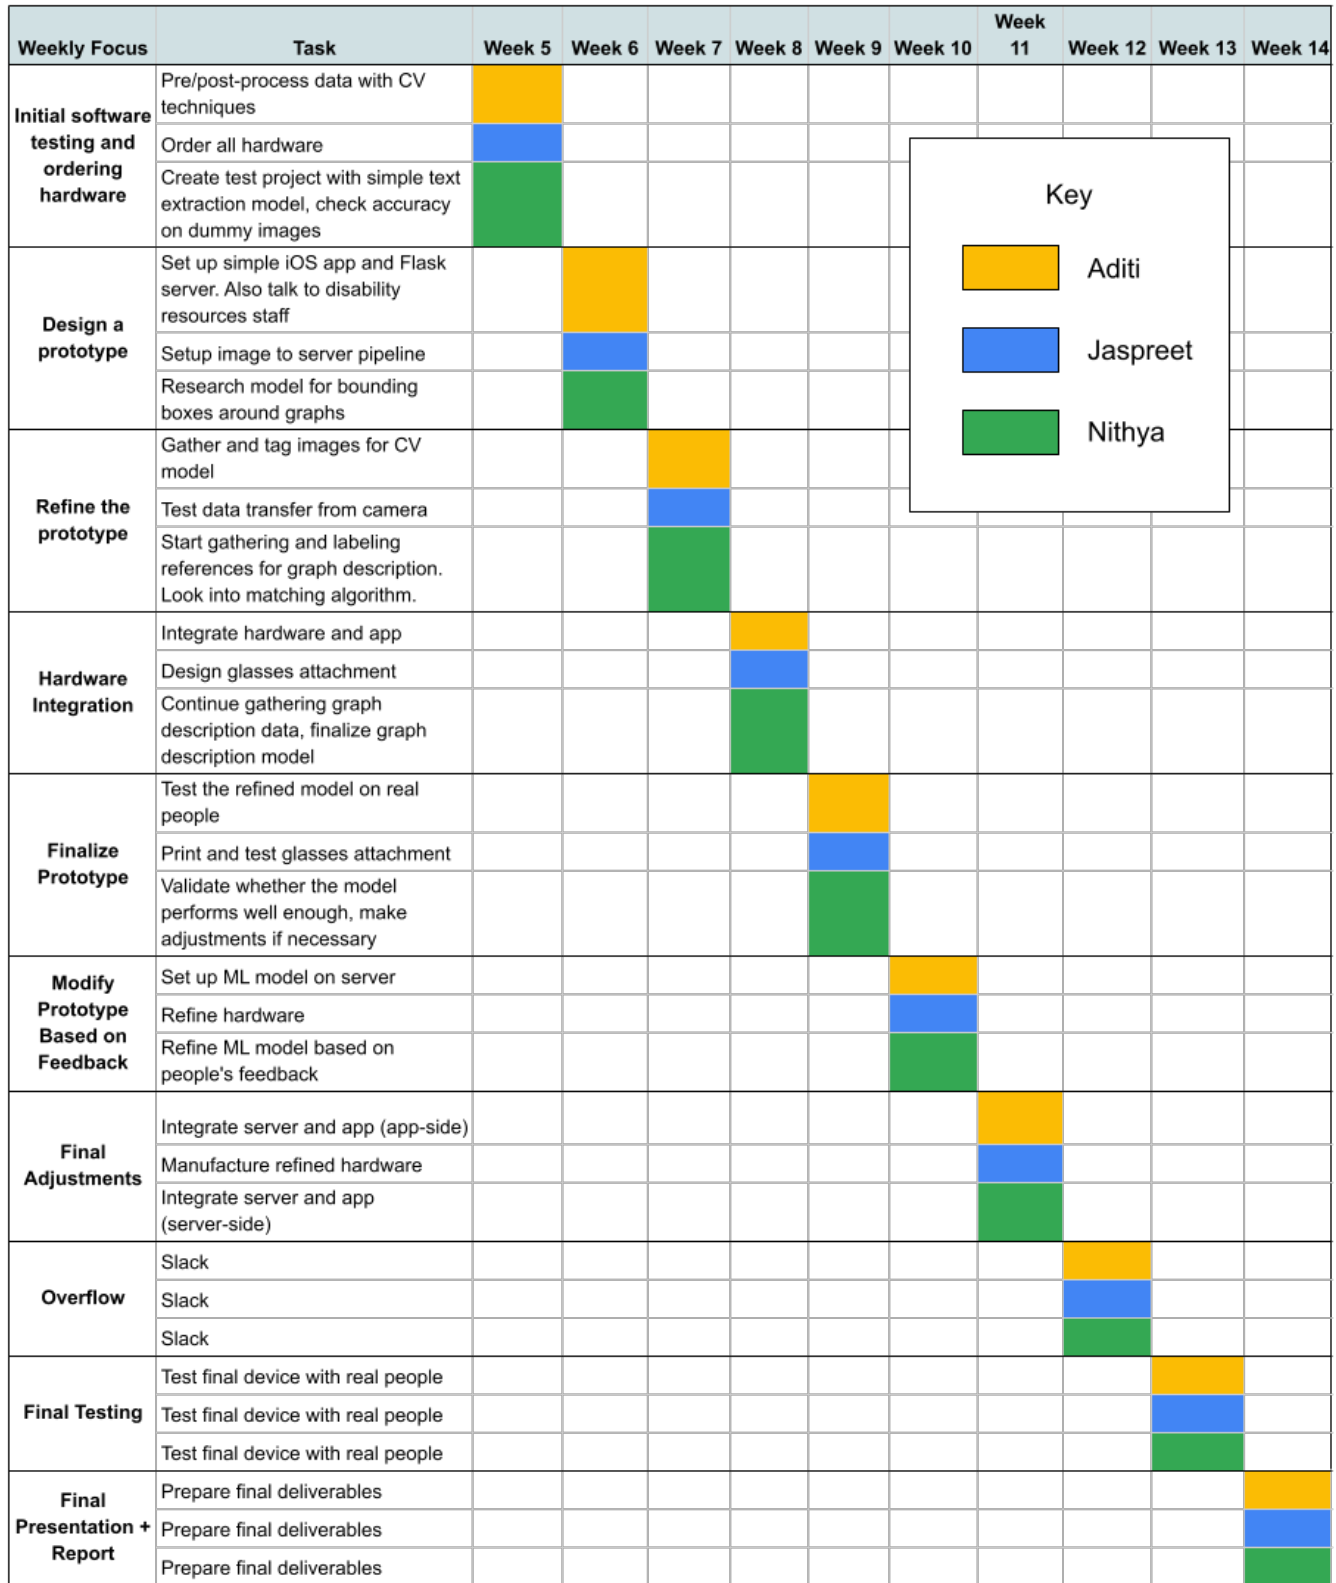 Weekly Focus Task Week 5 Week 6 Week 7 Week 8 Week 9 Week 10 Week 11 Week 12 Week 13 Week 14
Initial software
testing and
ordering
hardware
Pre/post-process data with CV
techniques
Order all hardware
Create test project with simple text
extraction model, check accuracy
on dummy images
Key
Aditi
Jaspreet
Nithya
Design a
prototype
Set up simple iOS app and Flask
server. Also talk to disability
resources staff
Setup image to server pipeline
Research model for bounding
boxes around graphs
Refine the
prototype
Gather and tag images for CV
model
Test data transfer from camera
Start gathering and labeling
references for graph description.
Look into matching algorithm.
Hardware
Integration
Integrate hardware and app
Design glasses attachment
Continue gathering graph
description data, finalize graph
description model
Finalize
Prototype
Test the refined model on real
people
Print and test glasses attachment
Validate whether the model
performs well enough, make
adjustments if necessary
Modify
Prototype
Based on
Feedback
Set up ML model on server
Refine hardware
Refine ML model based on
people's feedback
Final
Adjustments
Integrate server and app (app-side)
Manufacture refined hardware
Integrate server and app
(server-side)
Overflow
Slack
Slack
Slack
Final Testing
Test final device with real people
Test final device with real people
Test final device with real people
Final
Presentation +
Report
Prepare final deliverables
Prepare final deliverables
Prepare final deliverables